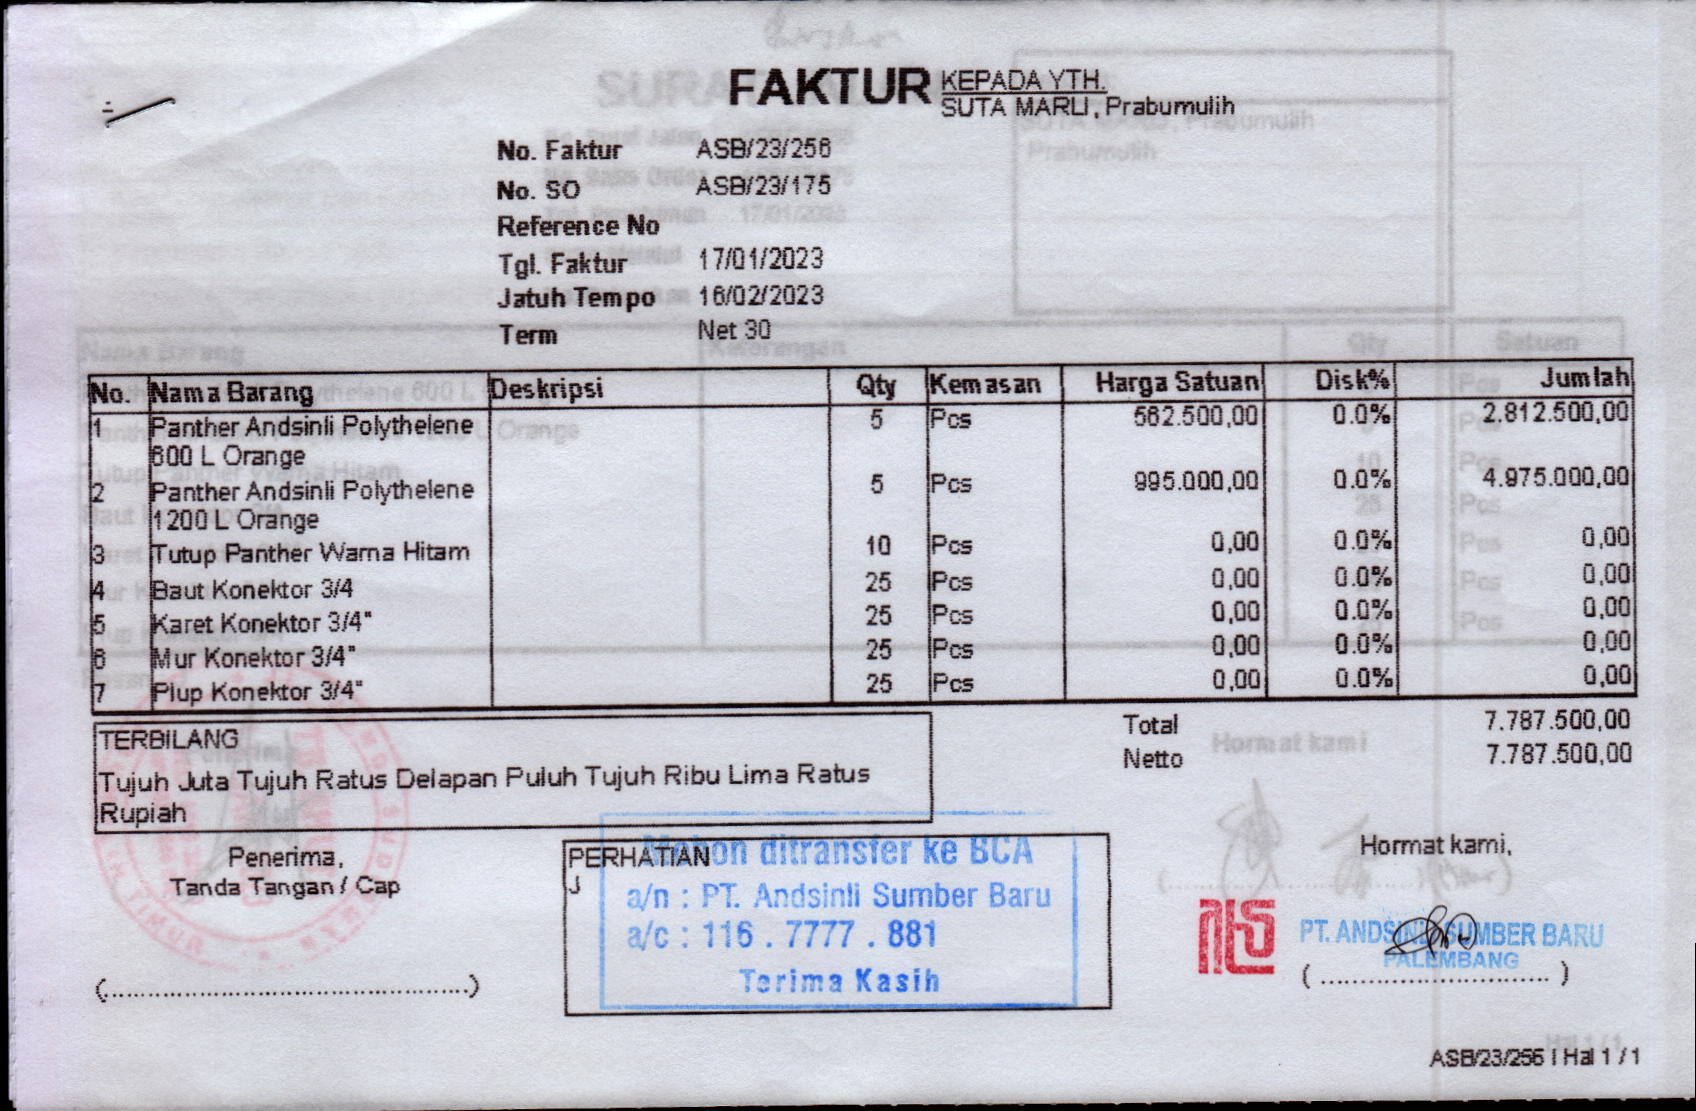 FAKTUR
KEPADA YTH.
SUTA MARLI, Prabumulih
No. Faktur ASB/23/256
No. SO ASB/23/175
Reference No
Tgl. Faktur 17/01/2023
Jatuh Tempo 16/02/2023
Term Net 30
No. Nama Barang Deskripsi Qty Kemasan Harga Satuan Disk% Jumlah
1 Panther Andsinli Polythelene 5 Pcs 562.500,00 0.0% 2.812.500,00
600 L Orange
2 Panther Andsinli Polythelene 5 Pcs 995.000,00 0.0% 4.975.000,00
1200 L Orange
3 Tutup Panther Warna Hitam 10 Pcs 0,00 0.0% 0,00
4 Baut Konektor 3/4 25 Pcs 0,00 0.0% 0,00
5 Karet Konektor 3/4" 25 Pcs 0,00 0.0% 0,00
6 Mur Konektor 3/4" 25 Pcs 0,00 0.0% 0,00
7 Plup Konektor 3/4" 25 Pcs 0,00 0.0% 0,00
Total 7.787.500,00
Netto 7.787.500,00
TERBILANG
Tujuh Juta Tujuh Ratus Delapan Puluh Tujuh Ribu Lima Ratus
Rupiah
Penerima,
Tanda Tangan / Cap
(................................................)
PERHATIAN
J
Mohon ditransfer ke BCA
a/n : PT. Andsinli Sumber Baru
a/c : 116 . 7777 . 881
Terima Kasih
Hormat kami,
PT. ANDSINLI SUMBER BARU
PALEMBANG
(..............................)
ASB/23/256 | Hal 1 / 1